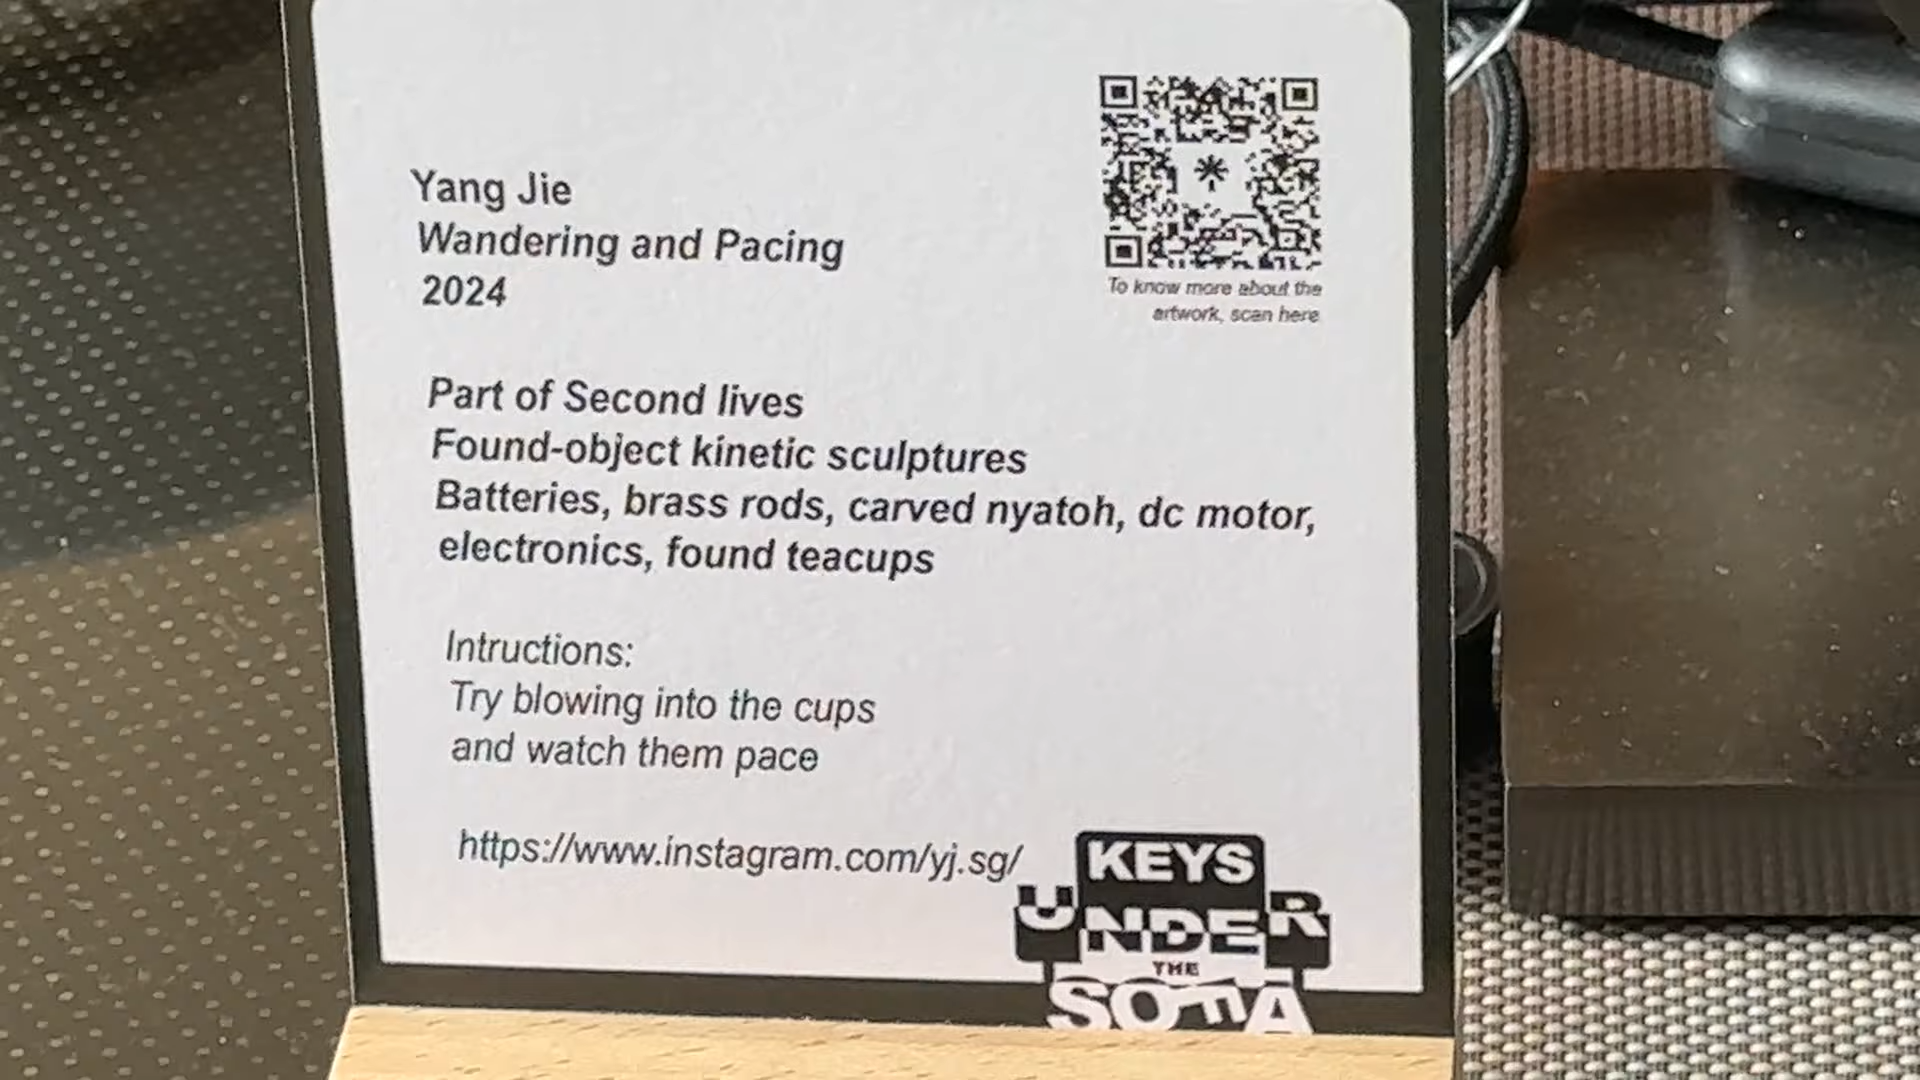 Yang Jie
Wandering and Pacing
2024
To know more about the
artwork, scan here
Part of Second lives
Found-object kinetic sculptures
Batteries, brass rods, carved nyatoh, dc motor,
electronics, found teacups
Intructions:
Try blowing into the cups
and watch them pace
https://www.instagram.com/yj.sg/
KEYS
UNDER
THE
SOFA